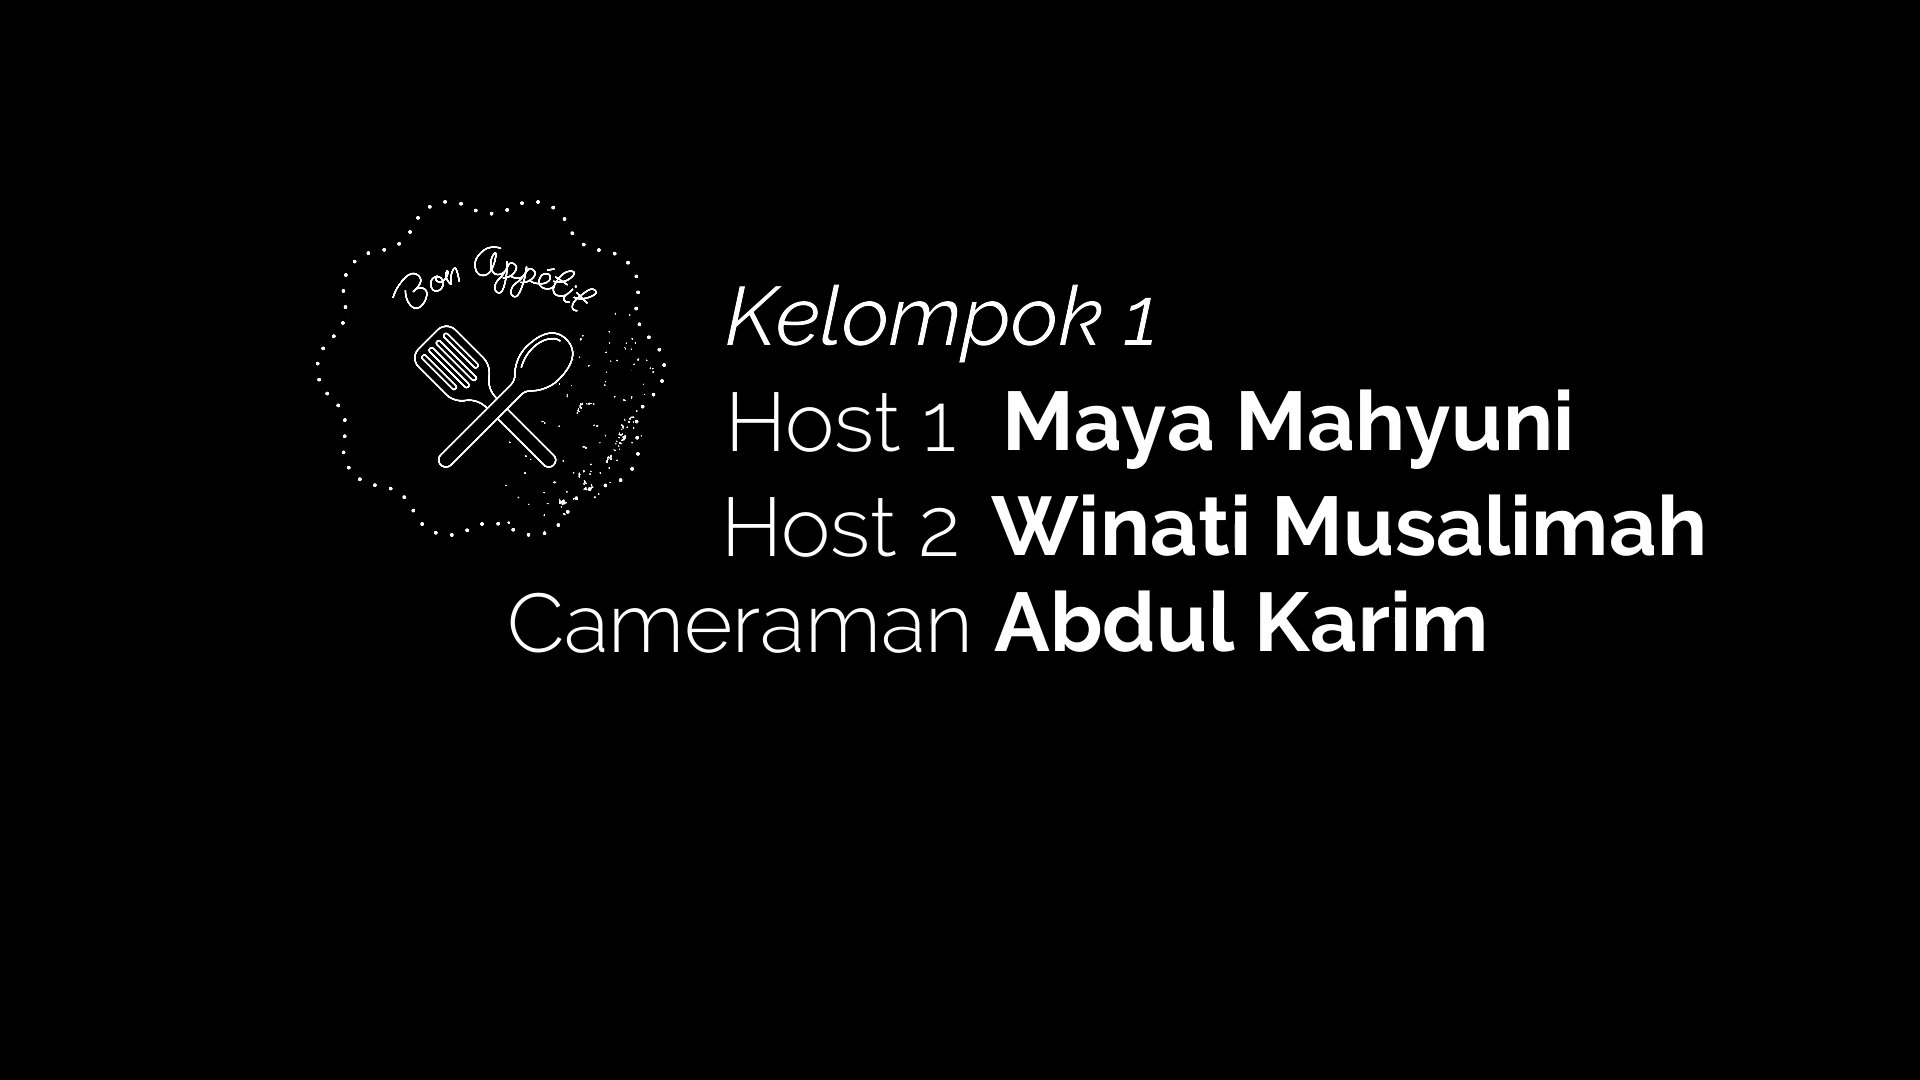 Bon Appétit
Kelompok 1
Host 1 Maya Mahyuni
Host 2 Winati Musalimah
Cameraman Abdul Karim